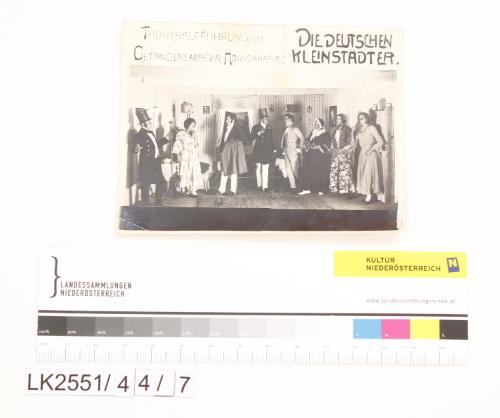 THEATERAUFFÜHRUNG IM
GEFANGENENLAGER
DIE DEUTSCHEN
KLEINSTÄDTER.
LANDESSAMMLUNGEN
NIEDERÖSTERREICH
KULTUR
NIEDERÖSTERREICH
N
www.landessammlungen.noe.at
LK2551/44/7